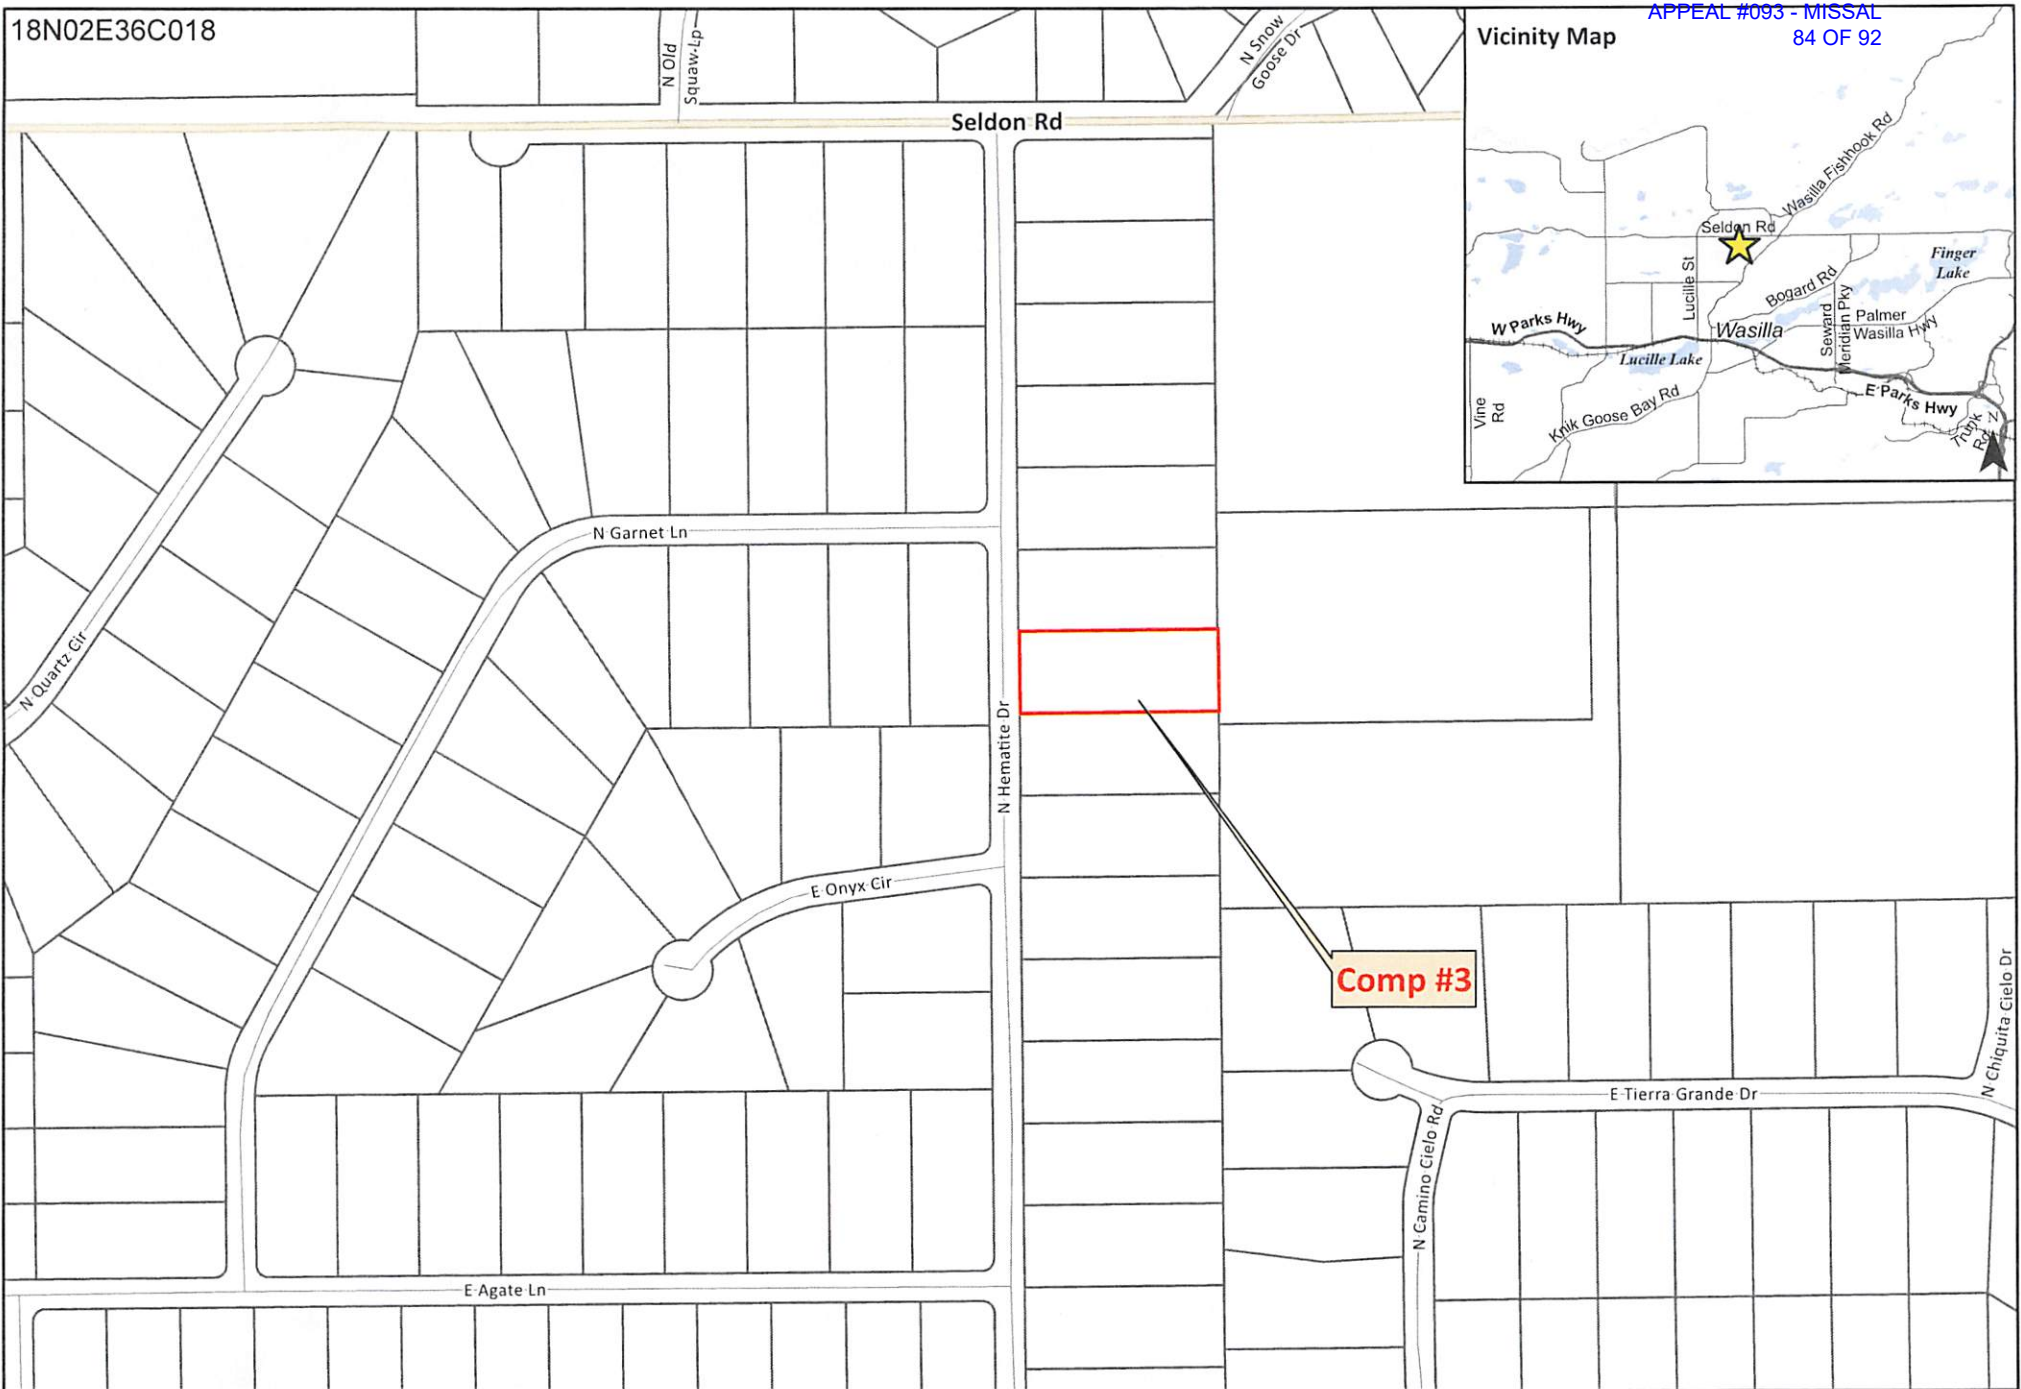 18N02E36C018
APPEAL #093 - MISSAL
84 OF 92
Vicinity Map
N Old
Squaw Lp
N Snow
Goose Dr
Seldon Rd
Wasilla Fishhook Rd
Seldon Rd
Finger
Lake
Lucille St
Bogard Rd
Seward
Meridian Pky
Palmer
Wasilla Hwy
W Parks Hwy
Wasilla
Lucille Lake
E Parks Hwy
Knik Goose Bay Rd
Vine
Rd
Trunk
Rd
N
N Garnet Ln
N Quartz Cir
N Hematite Dr
E Onyx Cir
Comp #3
N Chiquita Cielo Dr
E Tierra Grande Dr
N Camino Cielo Rd
E Agate Ln